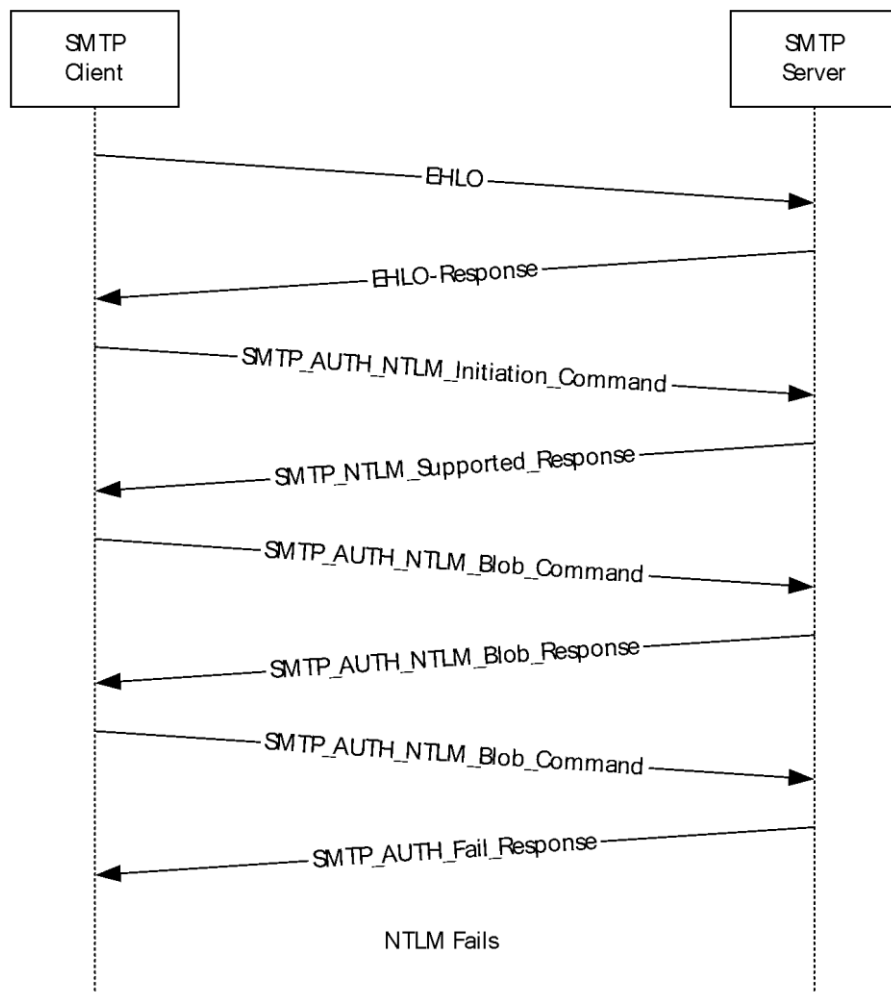 SMTP
Client
SMTP
Server
EHLO
EHLO-Response
SMTP_AUTH_NTLM_Initiation_Command
SMTP_NTLM_Supported_Response
SMTP_AUTH_NTLM_Blob_Command
SMTP_AUTH_NTLM_Blob_Response
SMTP_AUTH_NTLM_Blob_Command
SMTP_AUTH_Fail_Response
NTLM Fails